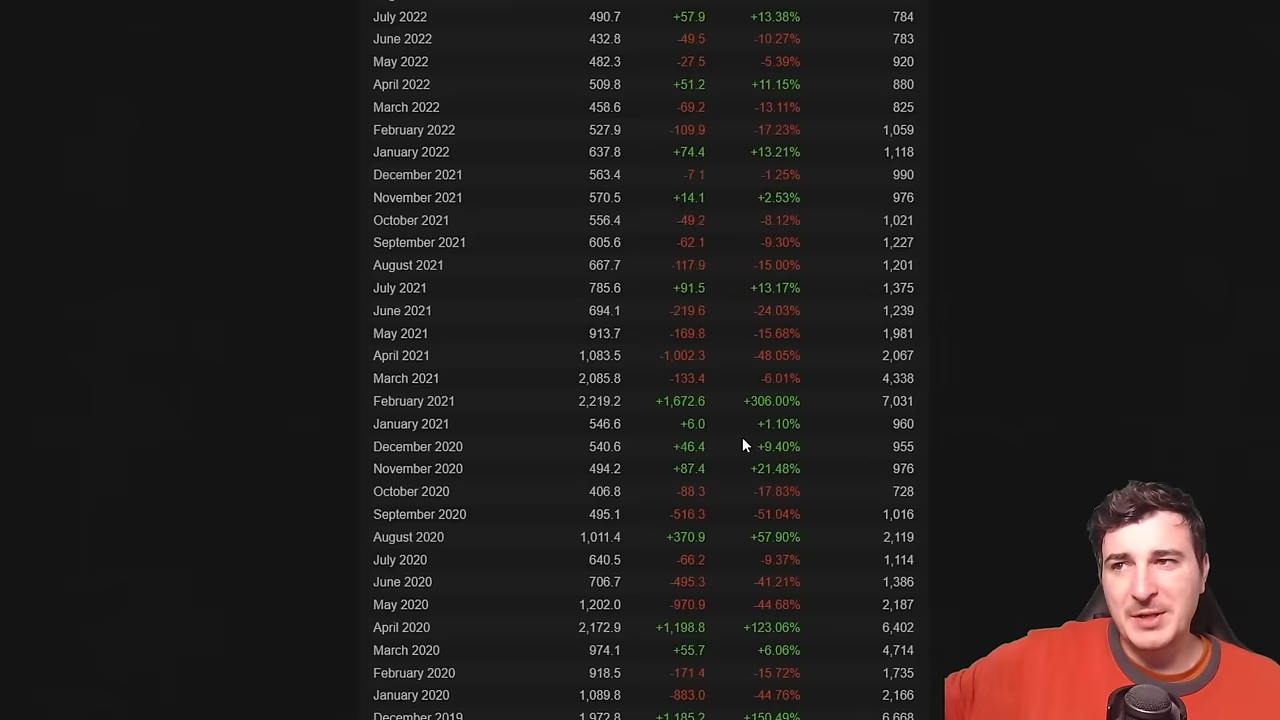 July 2022 490.7 +57.9 +13.38% 784
June 2022 432.8 -49.5 -10.27% 783
May 2022 482.3 -27.5 -5.39% 920
April 2022 509.8 +51.2 +11.15% 880
March 2022 458.6 -69.2 -13.11% 825
February 2022 527.9 -109.9 -17.23% 1,059
January 2022 637.8 +74.4 +13.21% 1,118
December 2021 563.4 -7.1 -1.25% 990
November 2021 570.5 +14.1 +2.53% 976
October 2021 556.4 -49.2 -8.12% 1,021
September 2021 605.6 -62.1 -9.30% 1,227
August 2021 667.7 -117.9 -15.00% 1,201
July 2021 785.6 +91.5 +13.17% 1,375
June 2021 694.1 -219.6 -24.03% 1,239
May 2021 913.7 -169.8 -15.68% 1,981
April 2021 1,083.5 -1,002.3 -48.05% 2,067
March 2021 2,085.8 -133.4 -6.01% 4,338
February 2021 2,219.2 +1,672.6 +306.00% 7,031
January 2021 546.6 +6.0 +1.10% 960
December 2020 540.6 +46.4 +9.40% 955
November 2020 494.2 +87.4 +21.48% 976
October 2020 406.8 -88.3 -17.83% 728
September 2020 495.1 -516.3 -51.04% 1,016
August 2020 1,011.4 +370.9 +57.90% 2,119
July 2020 640.5 -66.2 -9.37% 1,114
June 2020 706.7 -495.3 -41.21% 1,386
May 2020 1,202.0 -970.9 -44.68% 2,187
April 2020 2,172.9 +1,198.8 +123.06% 6,402
March 2020 974.1 +55.7 +6.06% 4,714
February 2020 918.5 -171.4 -15.72% 1,735
January 2020 1,089.8 -883.0 -44.76% 2,166
December 2019 1,972.8 +1,185.2 +150.49% 6,668